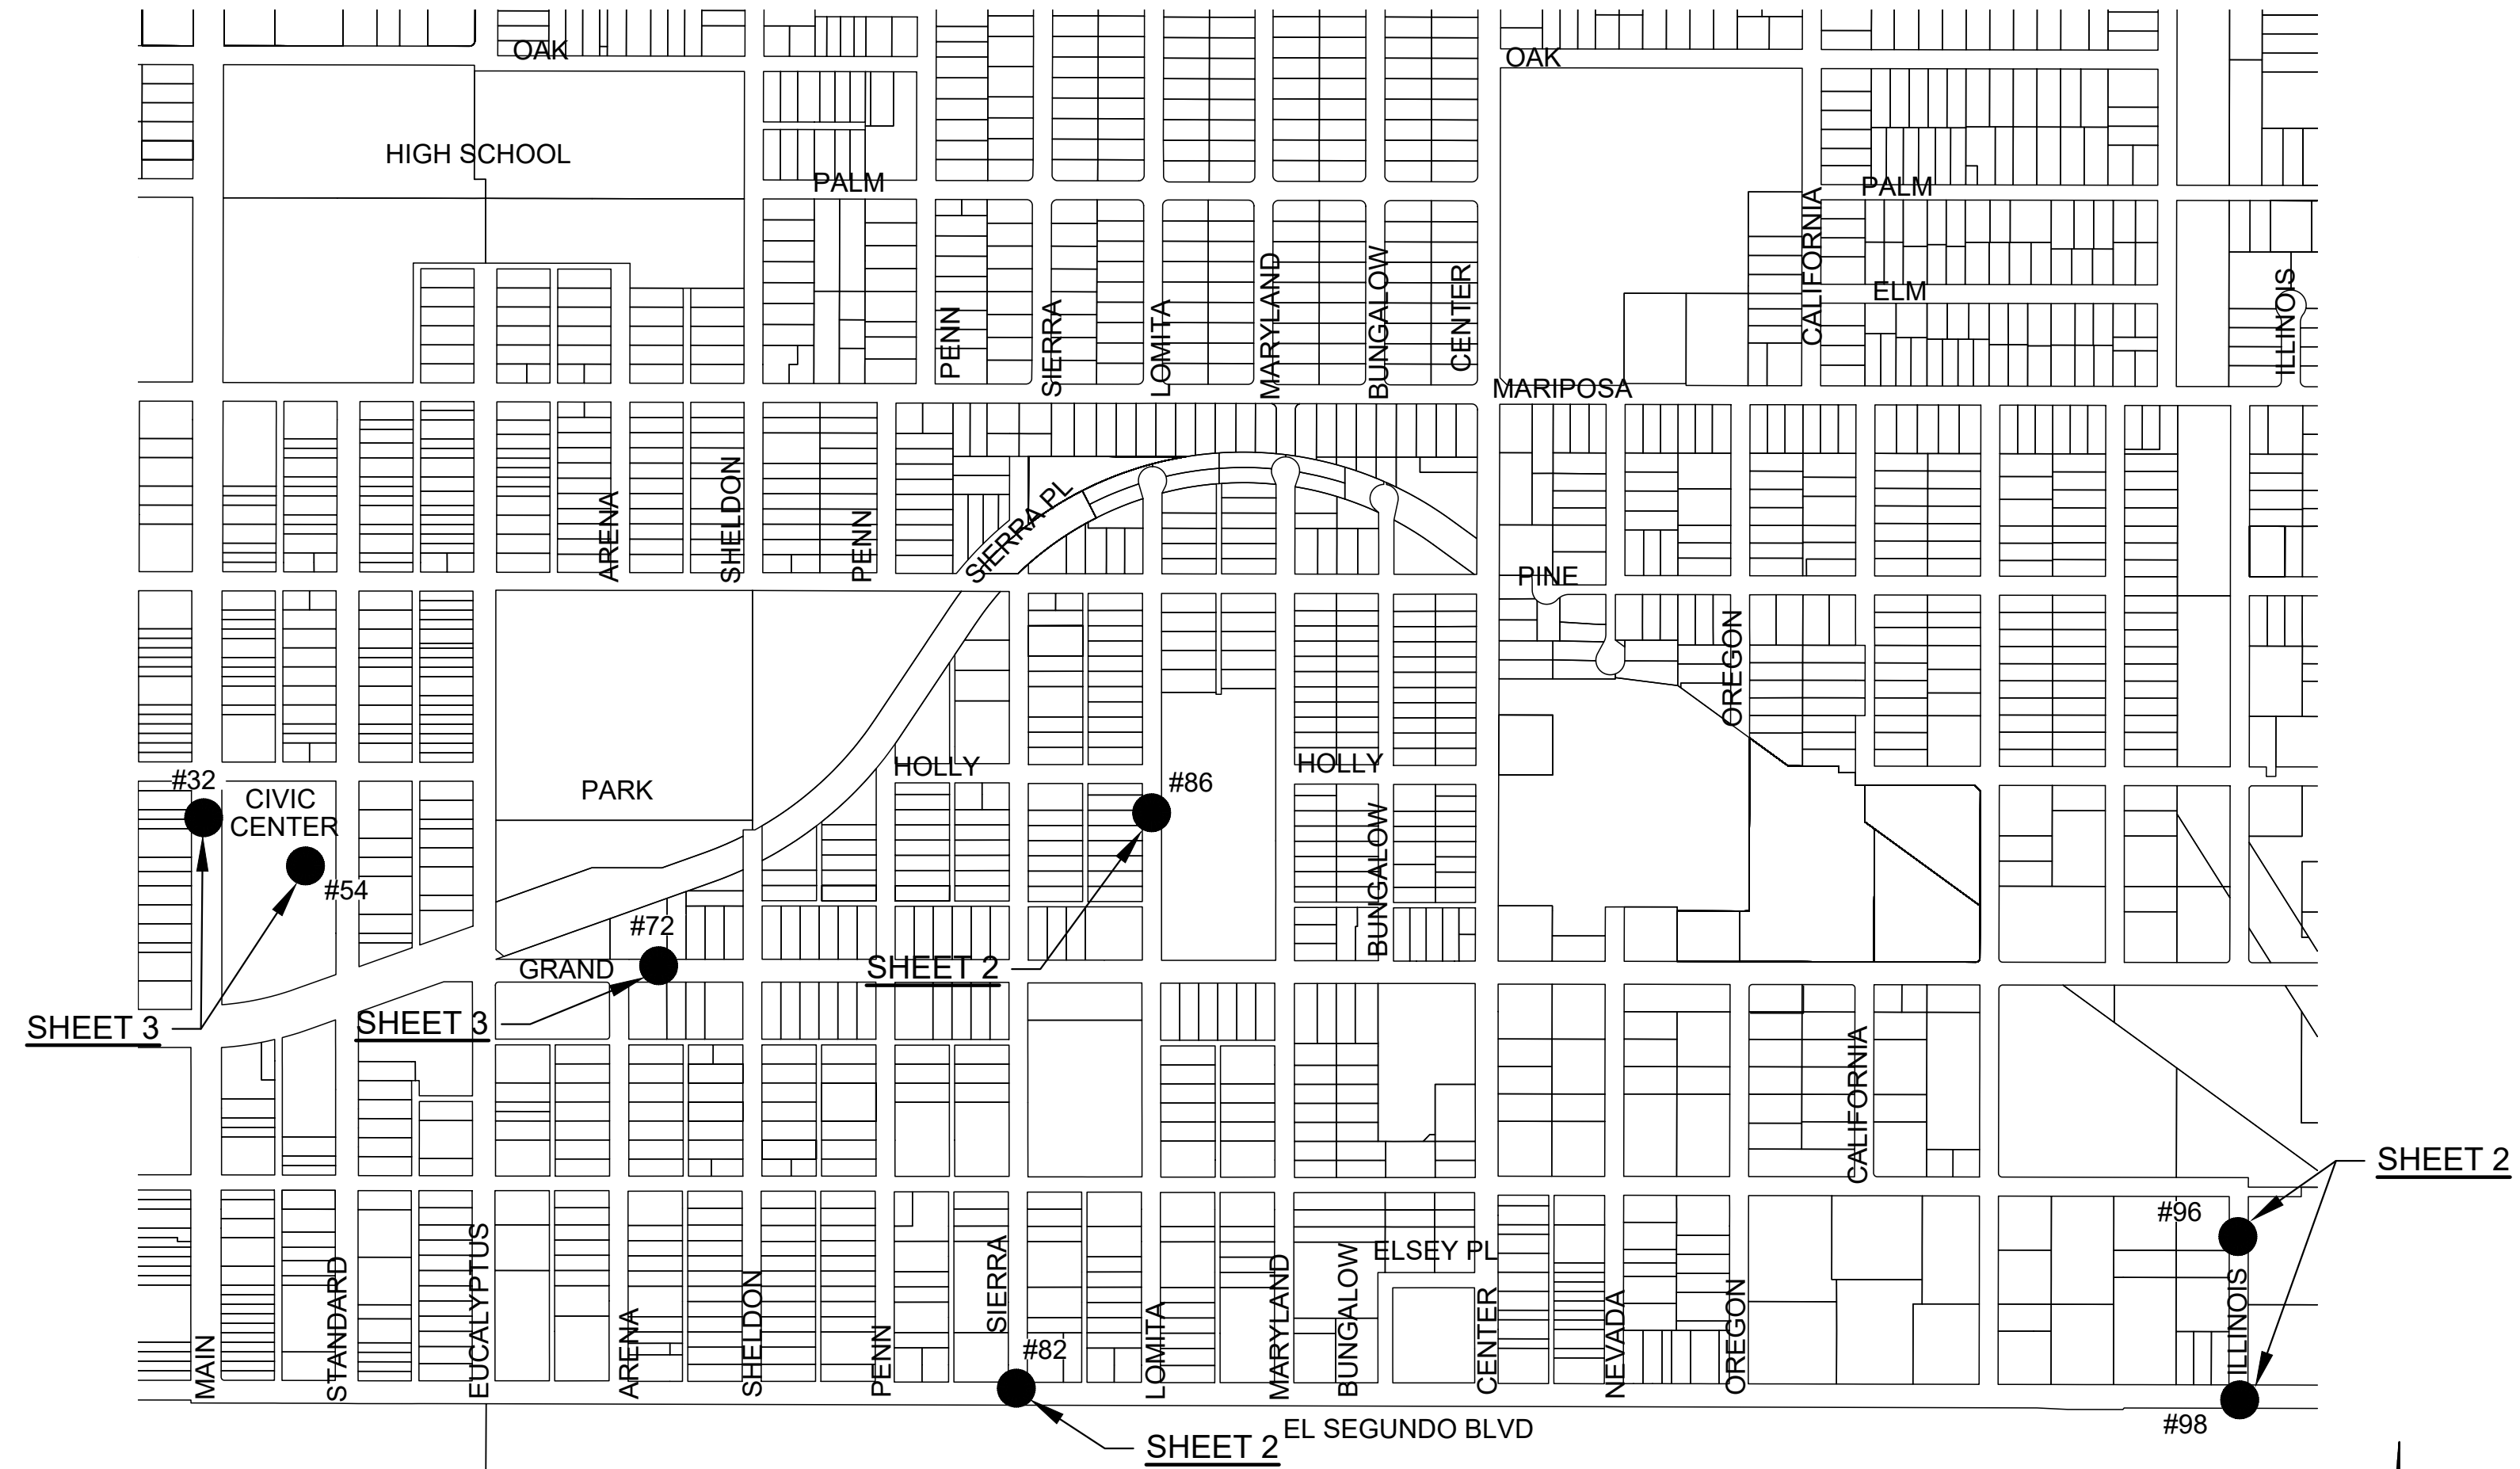 OAK
OAK
HIGH SCHOOL
PALM
PALM
CALIFORNIA
ELM
ILLINOIS
PENN
SIERRA
LOMITA
MARYLAND
BUNGALOW
CENTER
MARIPOSA
ARENA
SHELDON
PENN
SIERRA PL
PINE
OREGON
#32
CIVIC
CENTER
#54
PARK
HOLLY
HOLLY
#86
BUNGALOW
#72
GRAND
SHEET 2
SHEET 3
SHEET 3
CALIFORNIA
SHEET 2
#96
ELSEY PL
MAIN
STANDARD
EUCALYPTUS
ARENA
SHELDON
PENN
SIERRA
#82
LOMITA
MARYLAND
BUNGALOW
CENTER
NEVADA
OREGON
ILLINOIS
#98
EL SEGUNDO BLVD
SHEET 2